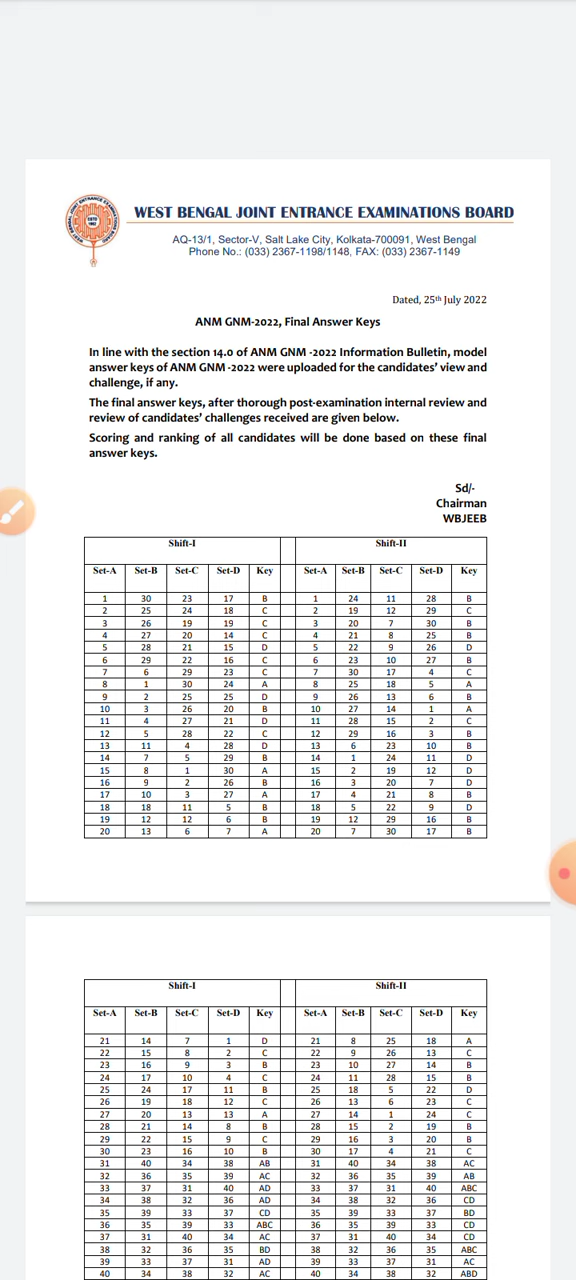 WEST BENGAL JOINT ENTRANCE EXAMINATIONS BOARD
AQ-13/1, Sector-V, Salt Lake City, Kolkata-700091, West Bengal
Phone No.: (033) 2367-1198/1148, FAX: (033) 2367-1149
Dated, 25th July 2022
ANM GNM-2022, Final Answer Keys
In line with the section 14.0 of ANM GNM -2022 Information Bulletin, model
answer keys of ANM GNM -2022 were uploaded for the candidates' view and
challenge, if any.
The final answer keys, after thorough post-examination internal review and
review of candidates' challenges received are given below.
Scoring and ranking of all candidates will be done based on these final
answer keys.
Sd/-
Chairman
WBJEEB
Shift-I Shift-II
Set-A Set-B Set-C Set-D Key Set-A Set-B Set-C Set-D Key
1 30 23 17 B 1 24 11 28 B
2 25 24 18 C 2 19 12 29 C
3 26 19 19 C 3 20 7 30 B
4 27 20 14 C 4 21 8 25 B
5 28 21 15 D 5 22 9 26 D
6 29 22 16 C 6 23 10 27 B
7 6 29 23 C 7 30 17 4 C
8 1 30 24 A 8 25 18 5 A
9 2 25 25 D 9 26 13 6 B
10 3 26 20 B 10 27 14 1 A
11 4 27 21 D 11 28 15 2 C
12 5 28 22 C 12 29 16 3 B
13 11 4 28 D 13 6 23 10 B
14 7 5 29 B 14 1 24 11 D
15 8 1 30 A 15 2 19 12 D
16 9 2 26 B 16 3 20 7 D
17 10 3 27 A 17 4 21 8 B
18 18 11 5 B 18 5 22 9 D
19 12 12 6 B 19 12 29 16 B
20 13 6 7 A 20 7 30 17 B
Shift-I Shift-II
Set-A Set-B Set-C Set-D Key Set-A Set-B Set-C Set-D Key
21 14 7 1 D 21 8 25 18 A
22 15 8 2 C 22 9 26 13 C
23 16 9 3 B 23 10 27 14 B
24 17 10 4 C 24 11 28 15 B
25 24 17 11 B 25 18 5 22 D
26 19 18 12 C 26 13 6 23 C
27 20 13 13 A 27 14 1 24 C
28 21 14 8 B 28 15 2 19 B
29 22 15 9 C 29 16 3 20 B
30 23 16 10 B 30 17 4 21 C
31 40 34 38 AB 31 40 34 38 AC
32 36 35 39 AC 32 36 35 39 AB
33 37 31 40 AD 33 37 31 40 ABC
34 38 32 36 AD 34 38 32 36 CD
35 39 33 37 CD 35 39 33 37 BD
36 35 39 33 ABC 36 35 39 33 CD
37 31 40 34 AC 37 31 40 34 CD
38 32 36 35 BD 38 32 36 35 ABC
39 33 37 31 AD 39 33 37 31 AC
40 34 38 32 AC 40 34 38 32 ABD